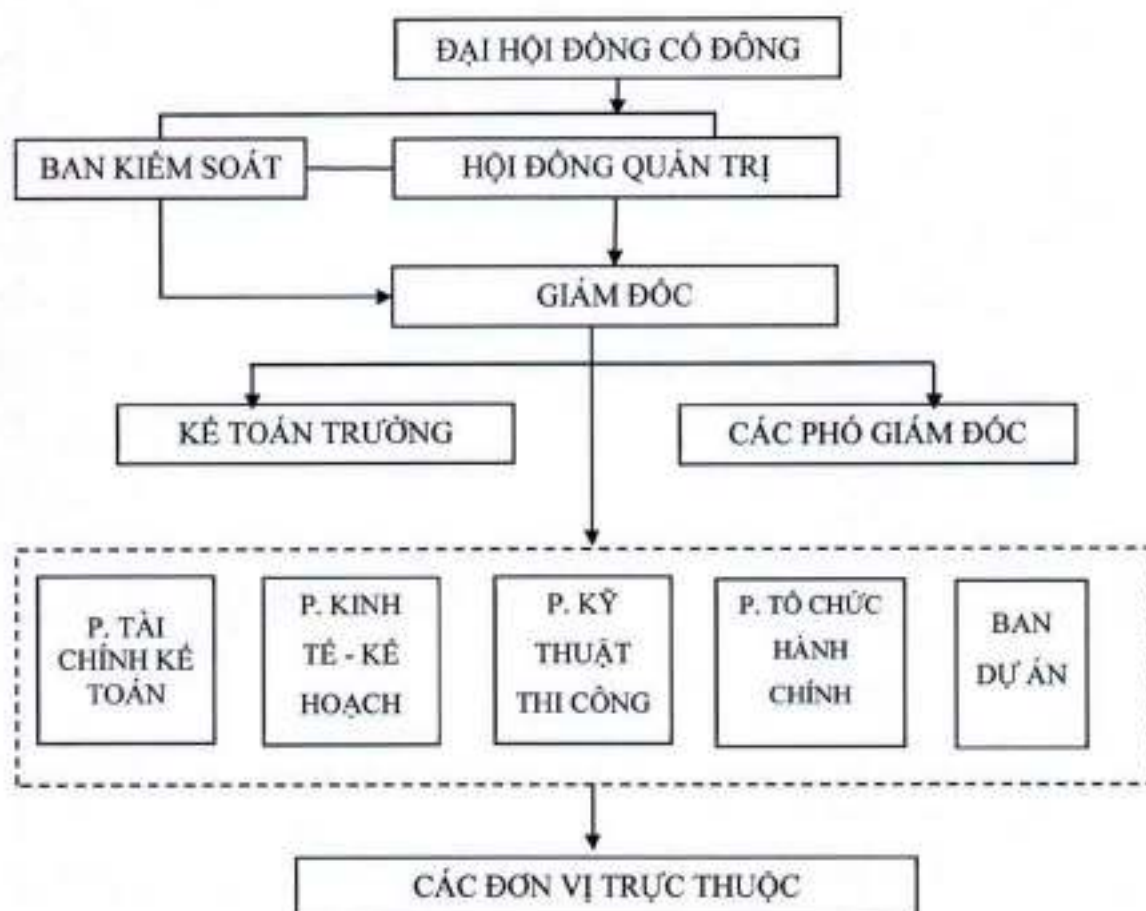 ĐẠI HỘI ĐỒNG CỔ ĐÔNG
BAN KIỂM SOÁT
HỘI ĐỒNG QUẢN TRỊ
GIÁM ĐỐC
KẾ TOÁN TRƯỞNG
CÁC PHÓ GIÁM ĐỐC
P. TÀI
CHÍNH KẾ
TOÁN
P. KINH
TẾ - KẾ
HOẠCH
P. KỸ
THUẬT
THI CÔNG
P. TỔ CHỨC
HÀNH
CHÍNH
BAN
DỰ ÁN
CÁC ĐƠN VỊ TRỰC THUỘC